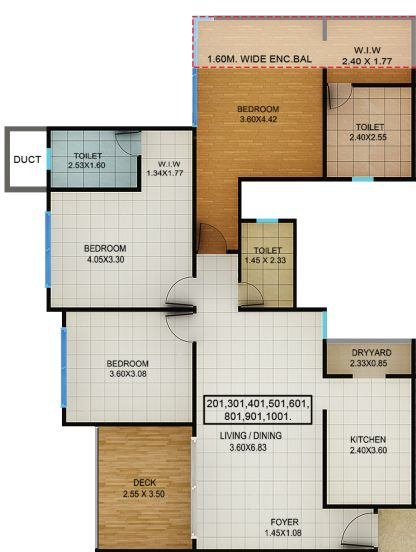 1.60M. WIDE ENC.BAL
W.I.W
2.40 X 1.77
BEDROOM
3.60X4.42
TOILET
2.40X2.55
DUCT
TOILET
2.53X1.60
W.I.W
1.34X1.77
BEDROOM
4.05X3.30
TOILET
1.45 X 2.33
BEDROOM
3.60X3.08
DRYYARD
2.33X0.85
201,301,401,501,601,
801,901,1001.
LIVING / DINING
3.60X6.83
KITCHEN
2.40X3.60
DECK
2.55 X 3.50
FOYER
1.45X1.08